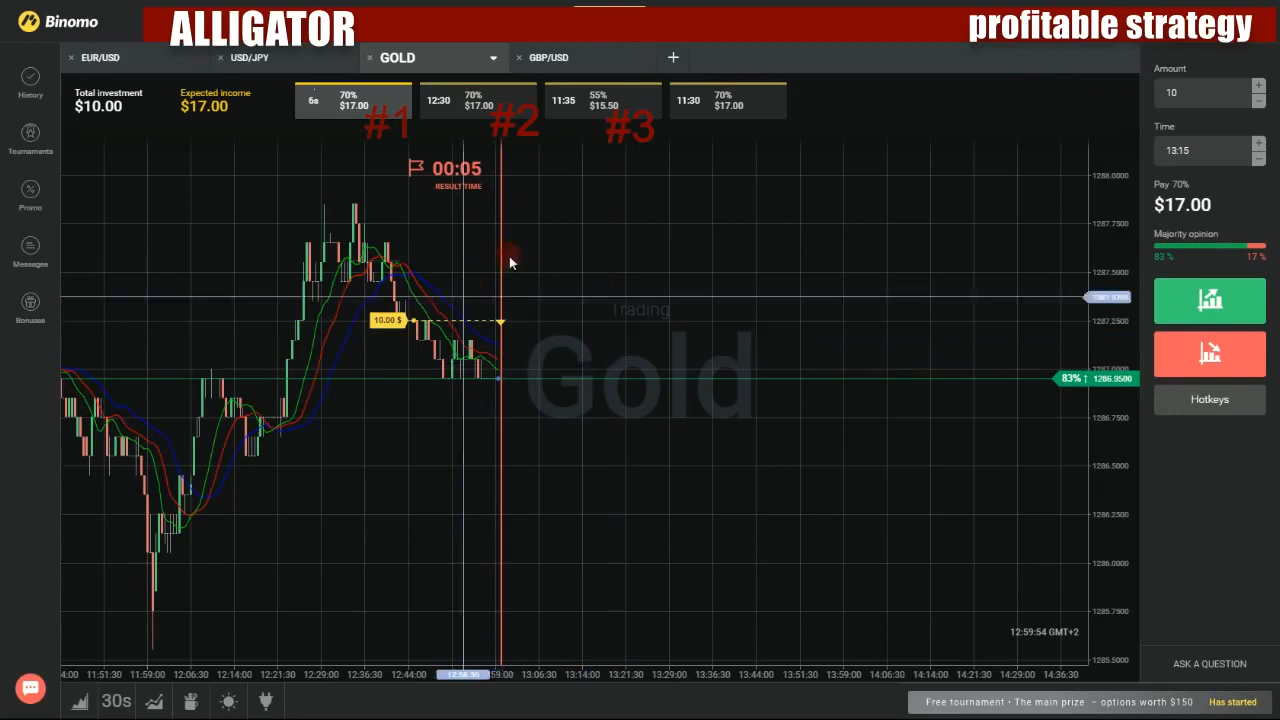 Binomo
ALLIGATOR
profitable strategy
EUR/USD
USD/JPY
GOLD
GBP/USD
Total investment
$10.00
Expected income
$17.00
6s
70%
$17.00
12:30
70%
$17.00
11:35
55%
$15.50
11:30
70%
$17.00
#1
#2
#3
00:05
RESULT TIME
History
Tournaments
Promo
Messages
Bonuses
Amount
10
Time
13:15
Pay 70%
$17.00
Majority opinion
83 %
17 %
Hotkeys
ASK A QUESTION
Trading
Gold
10.00 $
1288.0000
1287.7500
1287.5000
1287.2500
83% ↑ 1286.9500
1286.7500
1286.5000
1286.2500
1286.0000
1285.7500
1285.5000
12:59:54 GMT+2
4:00 11:51:30 11:59:00 12:06:30 12:14:00 12:21:30 12:29:00 12:36:30 12:44:00 12:56:30 59:00 13:06:30 13:14:00 13:21:30 13:29:00 13:36:30 13:44:00 13:51:30 13:59:00 14:06:30 14:14:00 14:21:30 14:29:00 14:36:30
30s
Free tournament • The main prize – options worth $150 Has started